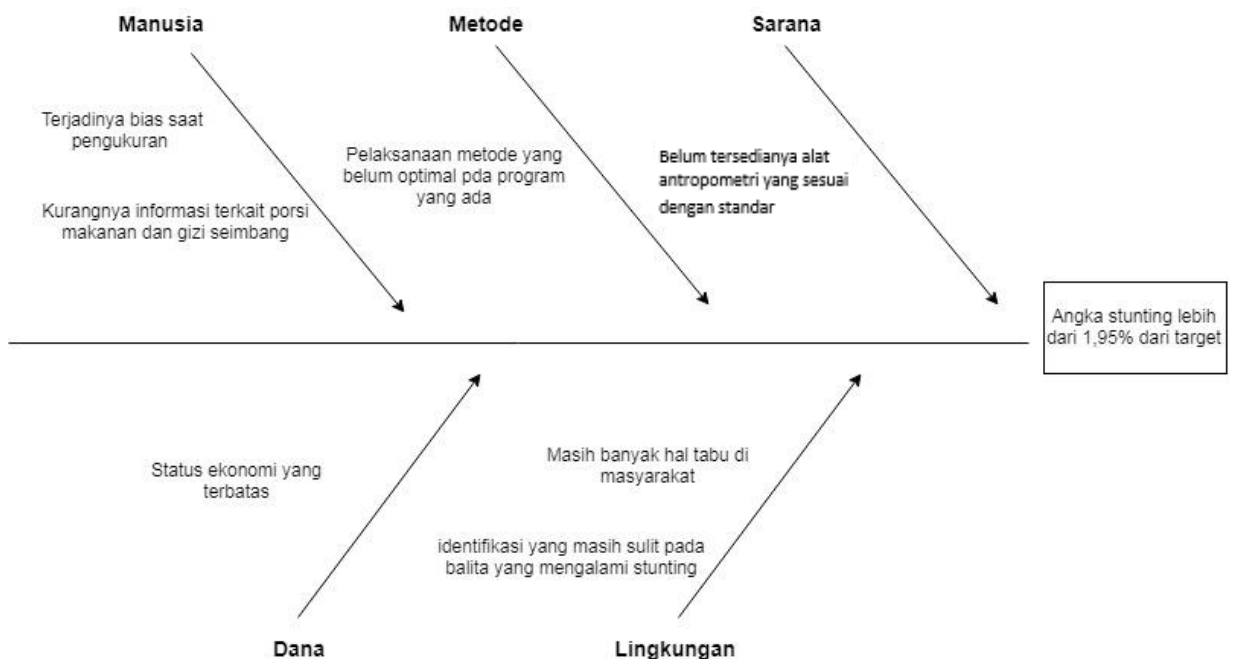 Manusia
Metode
Sarana
Terjadinya bias saat
pengukuran
Kurangnya informasi terkait porsi
makanan dan gizi seimbang
Pelaksanaan metode yang
belum optimal pda program
yang ada
Belum tersedianya alat
antropometri yang sesuai
dengan standar
Angka stunting lebih
dari 1,95% dari target
Status ekonomi yang
terbatas
Masih banyak hal tabu di
masyarakat
identifikasi yang masih sulit pada
balita yang mengalami stunting
Dana
Lingkungan